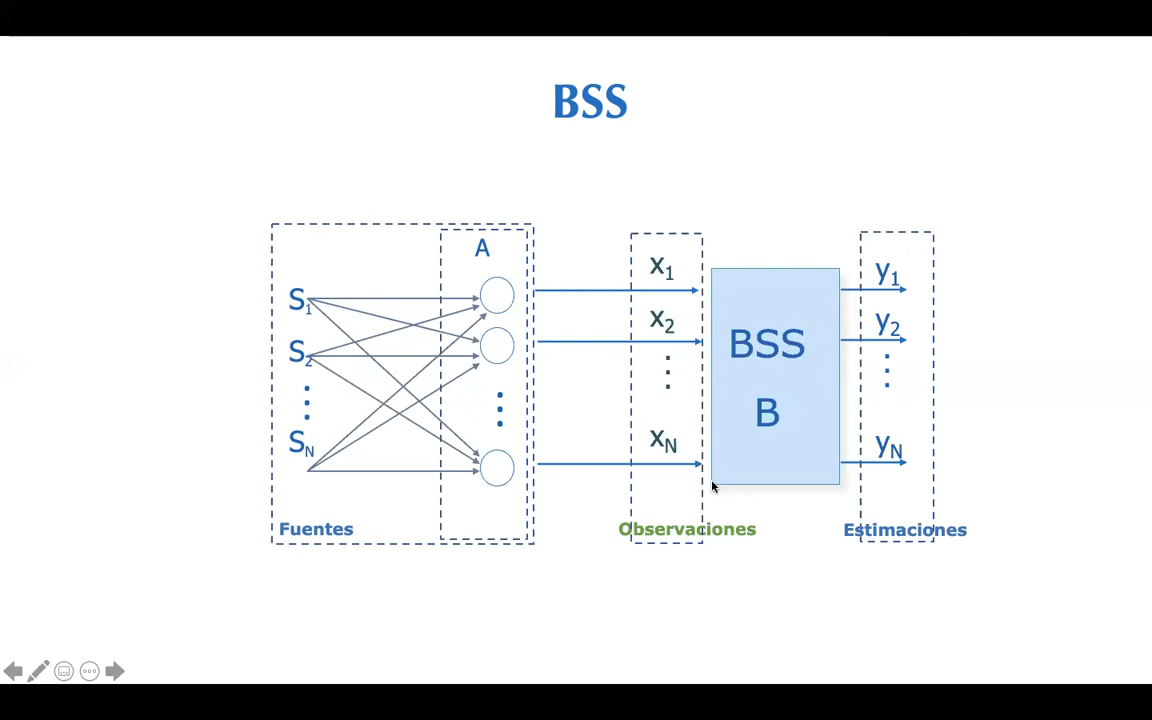 BSS
A
S1
S2
SN
Fuentes
x1
x2
xN
Observaciones
BSS
B
y1
y2
yN
Estimaciones